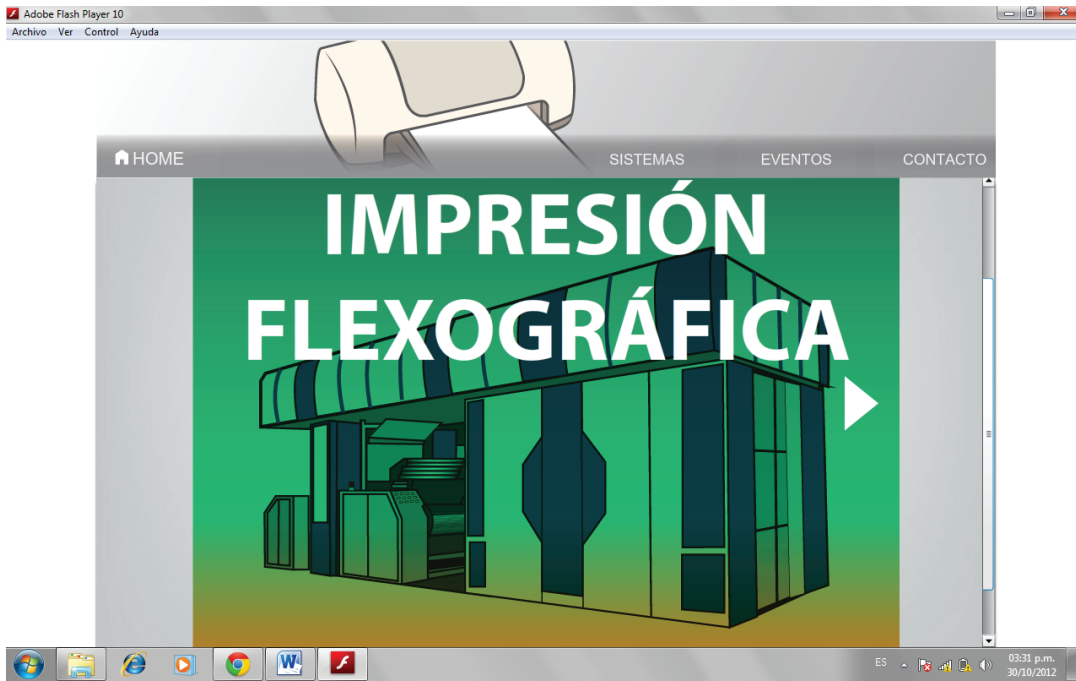 Adobe Flash Player 10
Archivo Ver Control Ayuda
HOME SISTEMAS EVENTOS CONTACTO
IMPRESIÓN
FLEXOGRÁFICA
ES
03:31 p.m.
30/10/2012